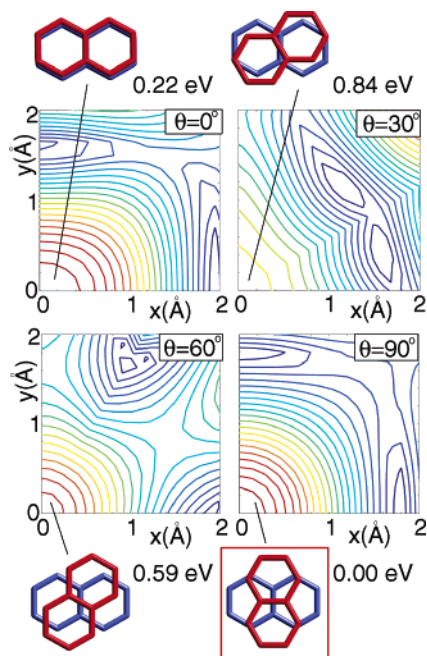 0.22 eV
0.84 eV
2
θ=0°
θ=30°
y(Å)
1
0
0
1
x(Å)
2
0
1
x(Å)
2
2
θ=60°
θ=90°
y(Å)
1
0
0
1
x(Å)
2
0
1
x(Å)
2
0.59 eV
0.00 eV